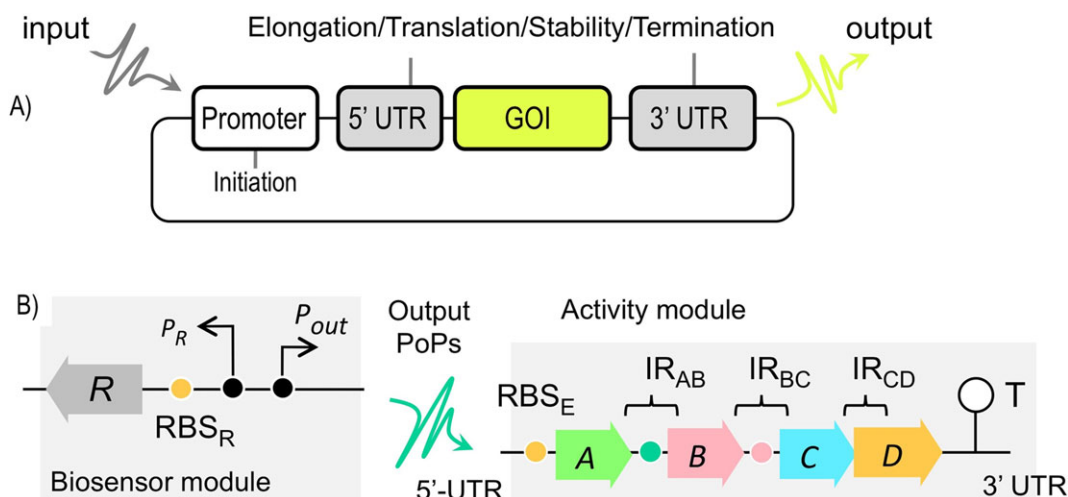 input
Elongation/Translation/Stability/Termination
output
A)
Promoter
5' UTR
GOI
3' UTR
Initiation
B)
P_R
P_out
R
RBS_R
Biosensor module
Output
PoPs
5'-UTR
Activity module
RBS_E
IR_AB
IR_BC
IR_CD
T
A
B
C
D
3' UTR